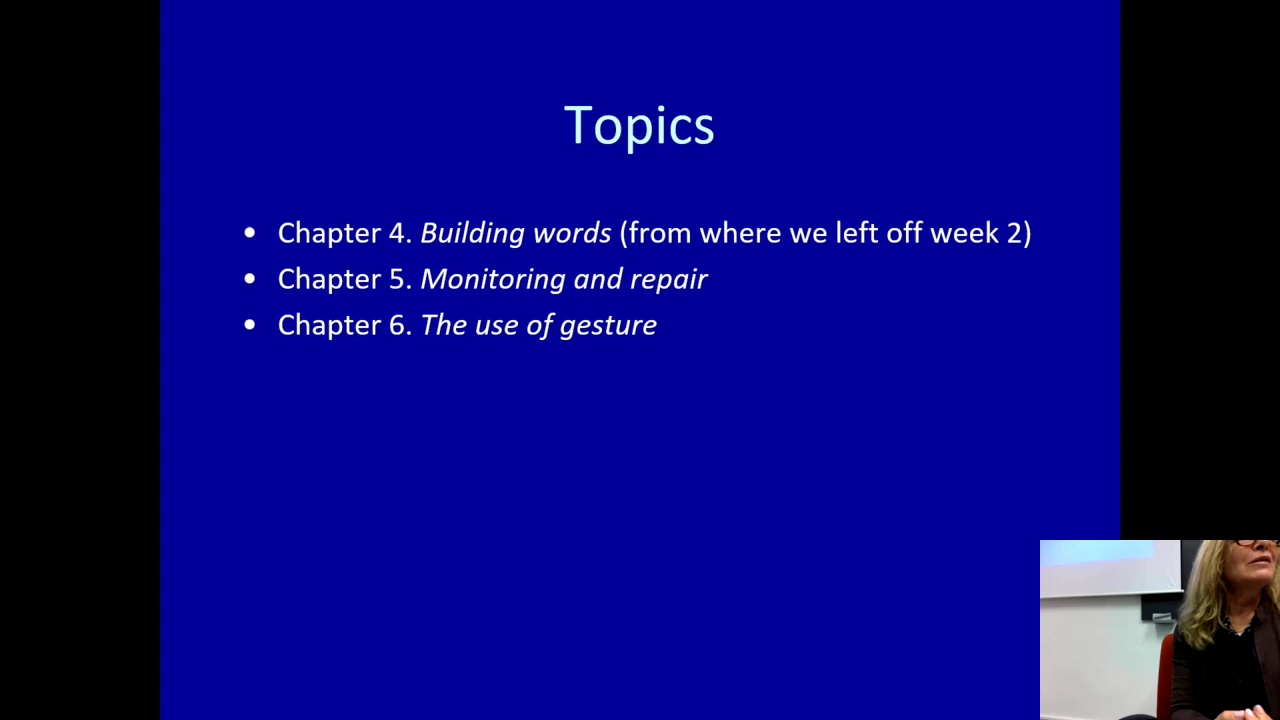 Topics
• Chapter 4. Building words (from where we left off week 2)
• Chapter 5. Monitoring and repair
• Chapter 6. The use of gesture